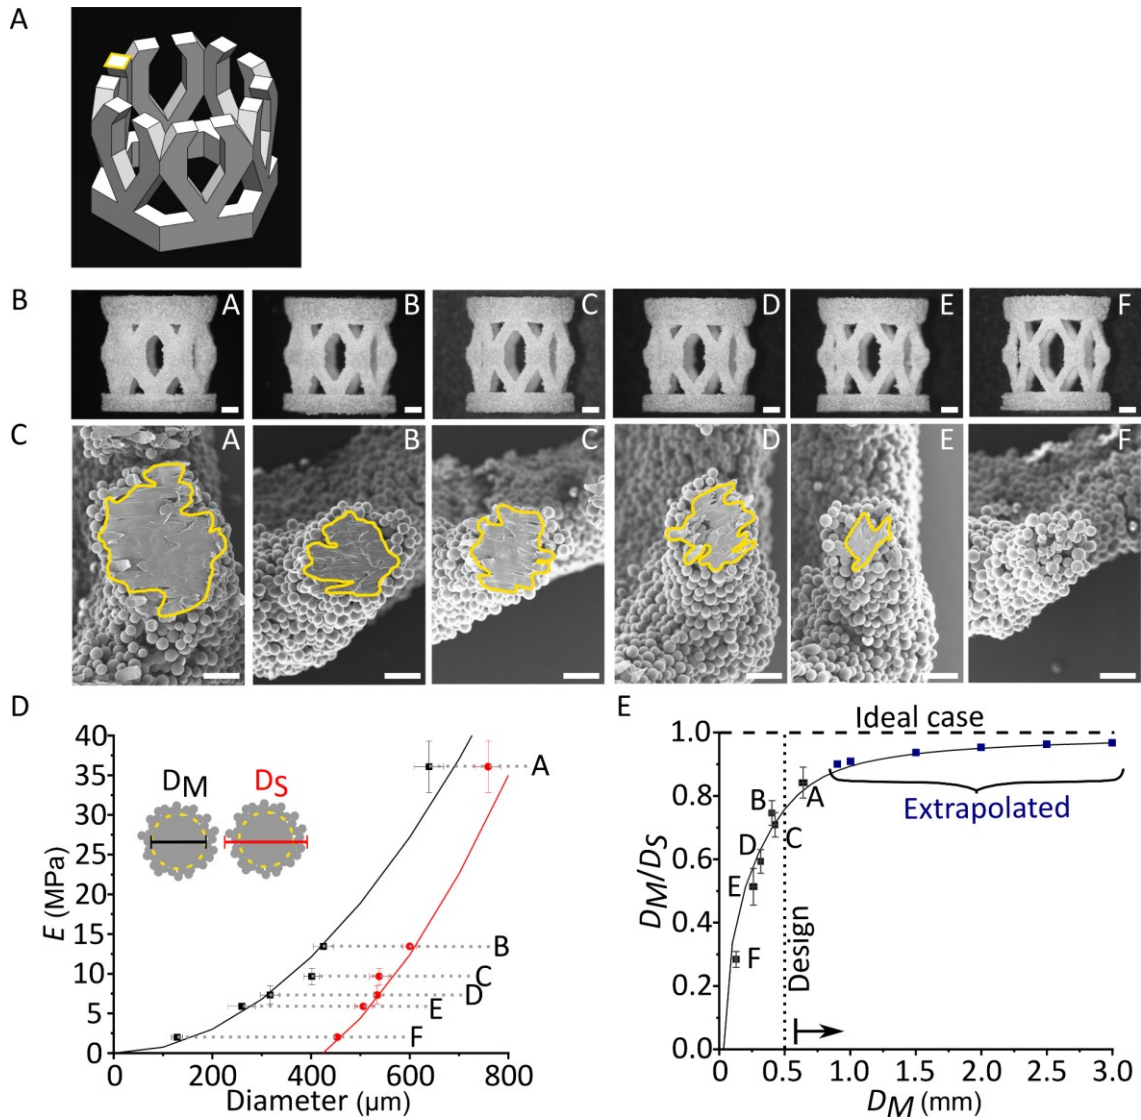 A
B
A
B
C
D
E
F
C
A
B
C
D
E
F
D
40
35
30
25
20
15
10
5
0
E (MPa)
DM
DS
A
B
C
D
E
F
0
200
400
600
800
Diameter (µm)
E
1.0
0.8
0.6
0.4
0.2
0.0
DM/DS
Ideal case
Extrapolated
B
A
C
D
E
F
Design
0.0
0.5
1.0
1.5
2.0
2.5
3.0
DM (mm)